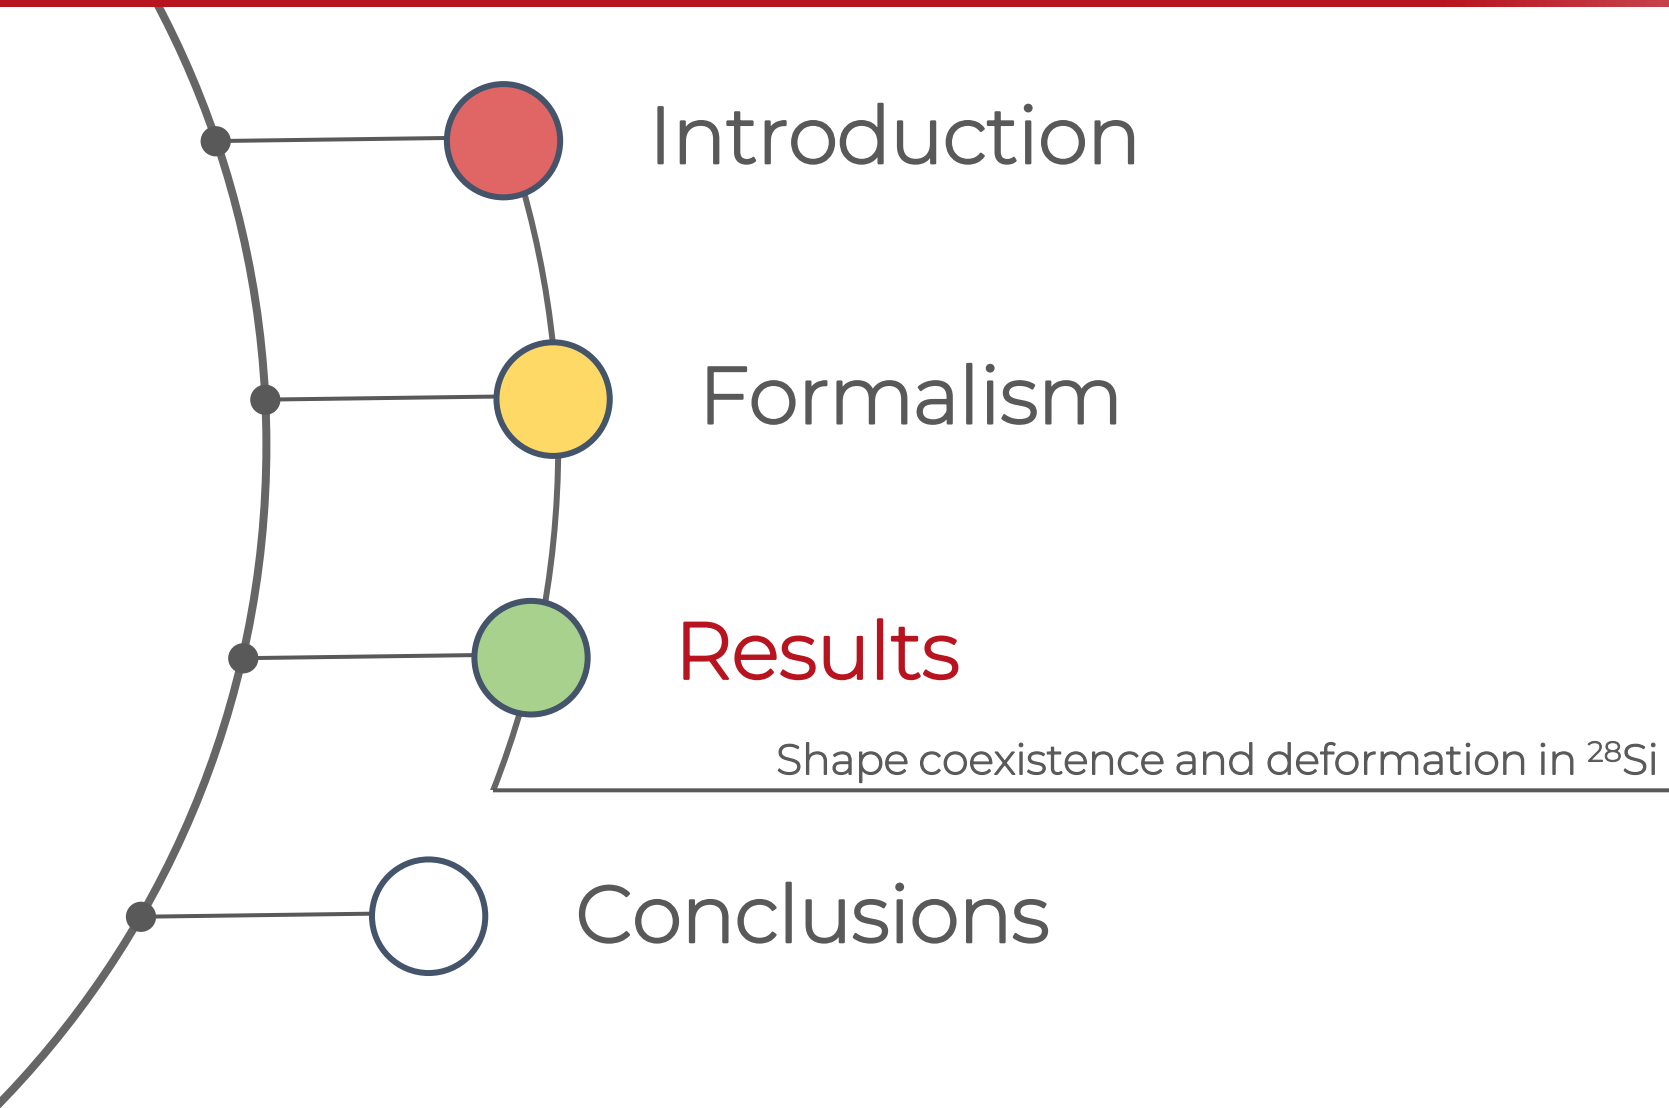 Introduction
Formalism
Results
Shape coexistence and deformation in ²⁸Si
Conclusions